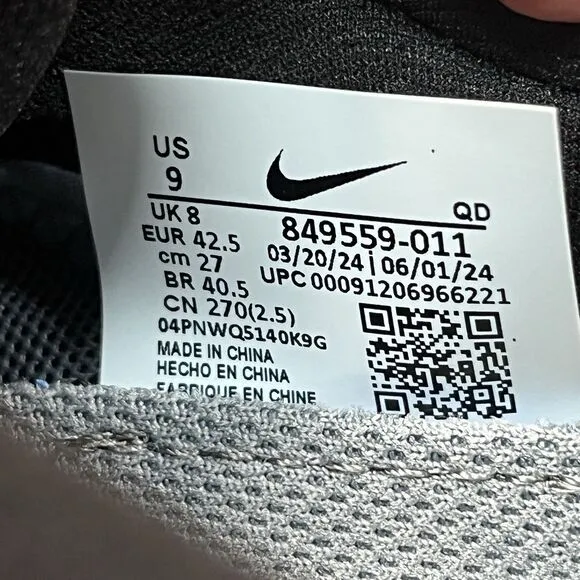 US
9
QD
UK 8
849559-011
EUR 42.5
03/20/24 | 06/01/24
cm 27
UPC 00091206966221
BR 40.5
CN 270(2.5)
04PNWQ5140K9G
MADE IN CHINA
HECHO EN CHINA
FABRIQUE EN CHINE